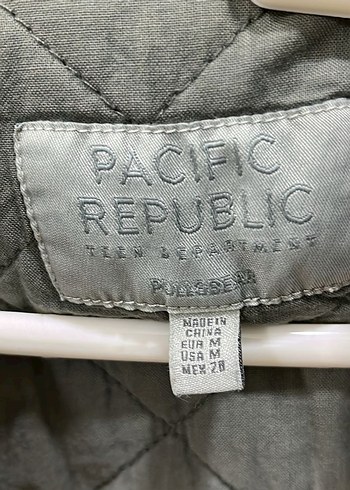 PACIFIC
REPUBLIC
TEEN DEPARTMENT
PULL&BEAR
MADE IN
CHINA
EUR M
USA M
MEX 28